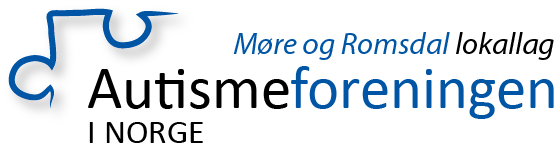 Møre og Romsdal lokallag
Autismeforeningen
I NORGE